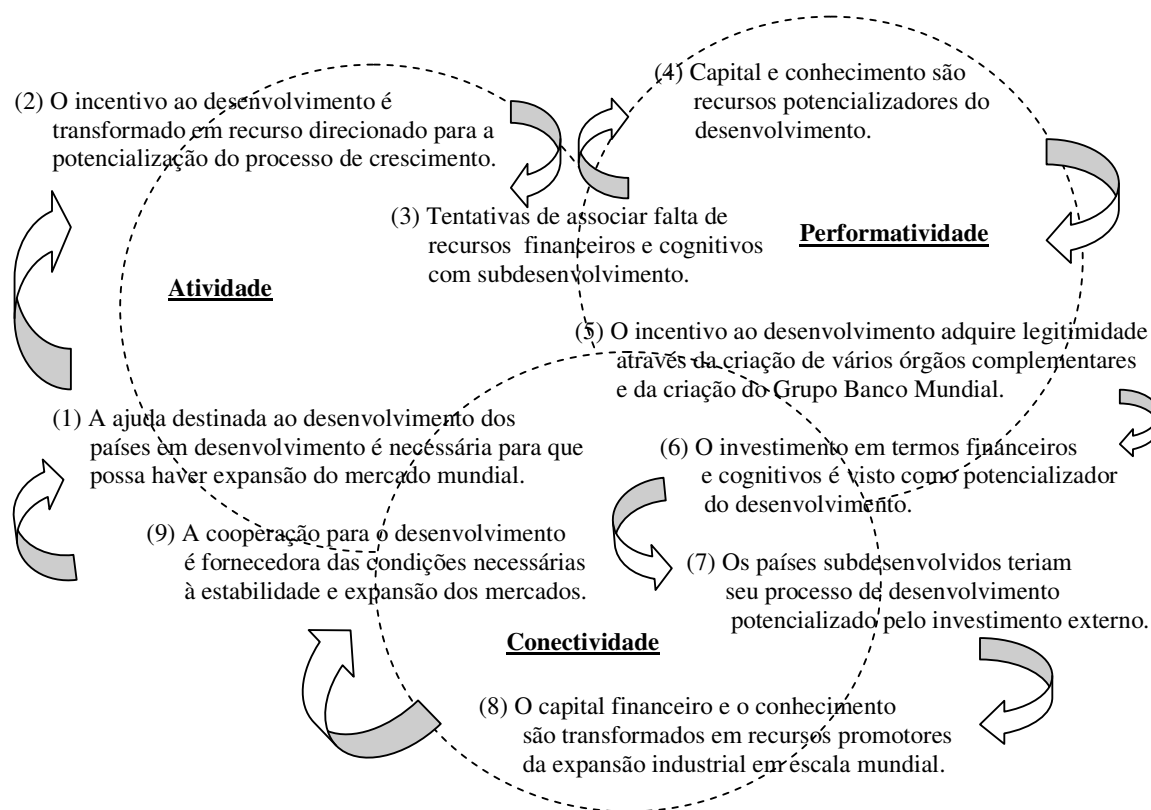 (4) Capital e conhecimento são
recursos potencializadores do
desenvolvimento.
(2) O incentivo ao desenvolvimento é
transformado em recurso direcionado para a
potencialização do processo de crescimento.
(3) Tentativas de associar falta de
recursos financeiros e cognitivos
com subdesenvolvimento.
Performatividade
Atividade
(5) O incentivo ao desenvolvimento adquire legitimidade
através da criação de vários órgãos complementares
e da criação do Grupo Banco Mundial.
(1) A ajuda destinada ao desenvolvimento dos
países em desenvolvimento é necessária para que
possa haver expansão do mercado mundial.
(6) O investimento em termos financeiros
e cognitivos é visto como potencializador
do desenvolvimento.
(9) A cooperação para o desenvolvimento
é fornecedora das condições necessárias
à estabilidade e expansão dos mercados.
(7) Os países subdesenvolvidos teriam
seu processo de desenvolvimento
potencializado pelo investimento externo.
Conectividade
(8) O capital financeiro e o conhecimento
são transformados em recursos promotores
da expansão industrial em escala mundial.